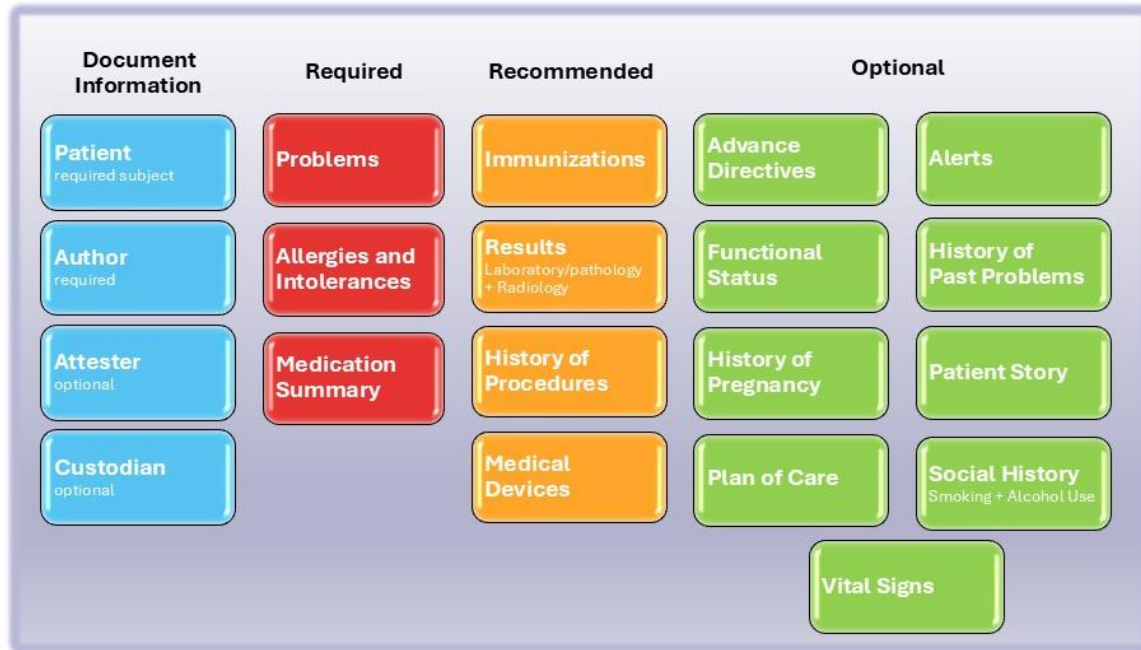 Document
Information
Required
Recommended
Optional
Patient
required subject
Author
required
Attester
optional
Custodian
optional
Problems
Allergies and
Intolerances
Medication
Summary
Immunizations
Results
Laboratory/pathology
+ Radiology
History of
Procedures
Medical
Devices
Advance
Directives
Functional
Status
History of
Pregnancy
Plan of Care
Alerts
History of
Past Problems
Patient Story
Social History
Smoking + Alcohol Use
Vital Signs